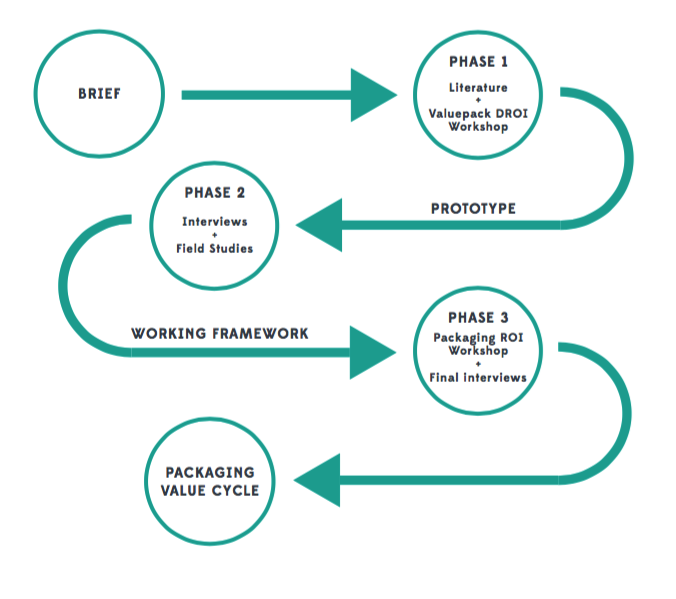 BRIEF
PHASE 1
Literature
+
Valuepack DROI
Workshop
PROTOTYPE
PHASE 2
Interviews
+
Field Studies
WORKING FRAMEWORK
PHASE 3
Packaging ROI
Workshop
+
Final interviews
PACKAGING
VALUE CYCLE